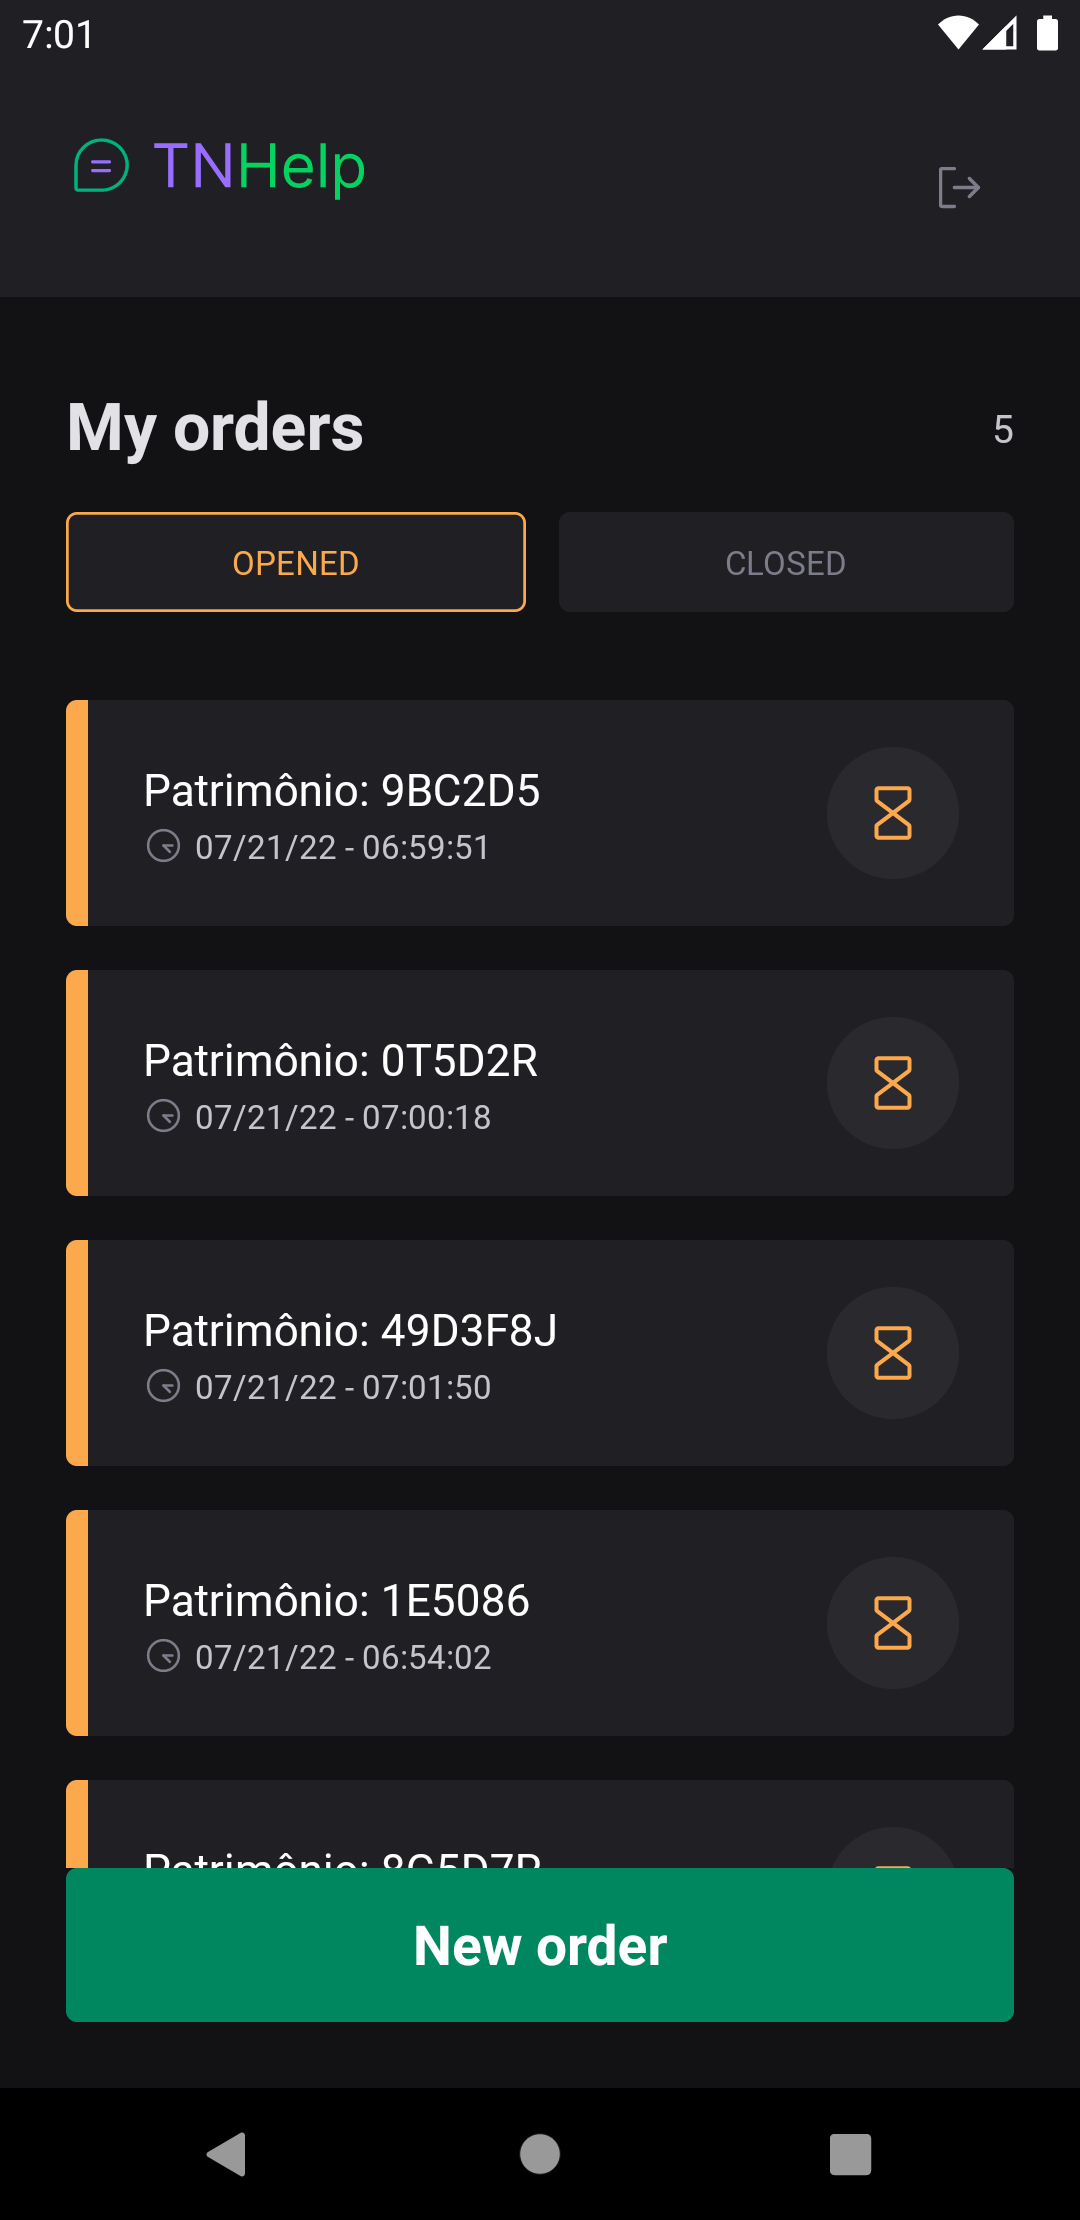 7:01
TNHelp
My orders
5
OPENED
CLOSED
Patrimônio: 9BC2D5
07/21/22 - 06:59:51
Patrimônio: 0T5D2R
07/21/22 - 07:00:18
Patrimônio: 49D3F8J
07/21/22 - 07:01:50
Patrimônio: 1E5086
07/21/22 - 06:54:02
Patrimônio:
New order